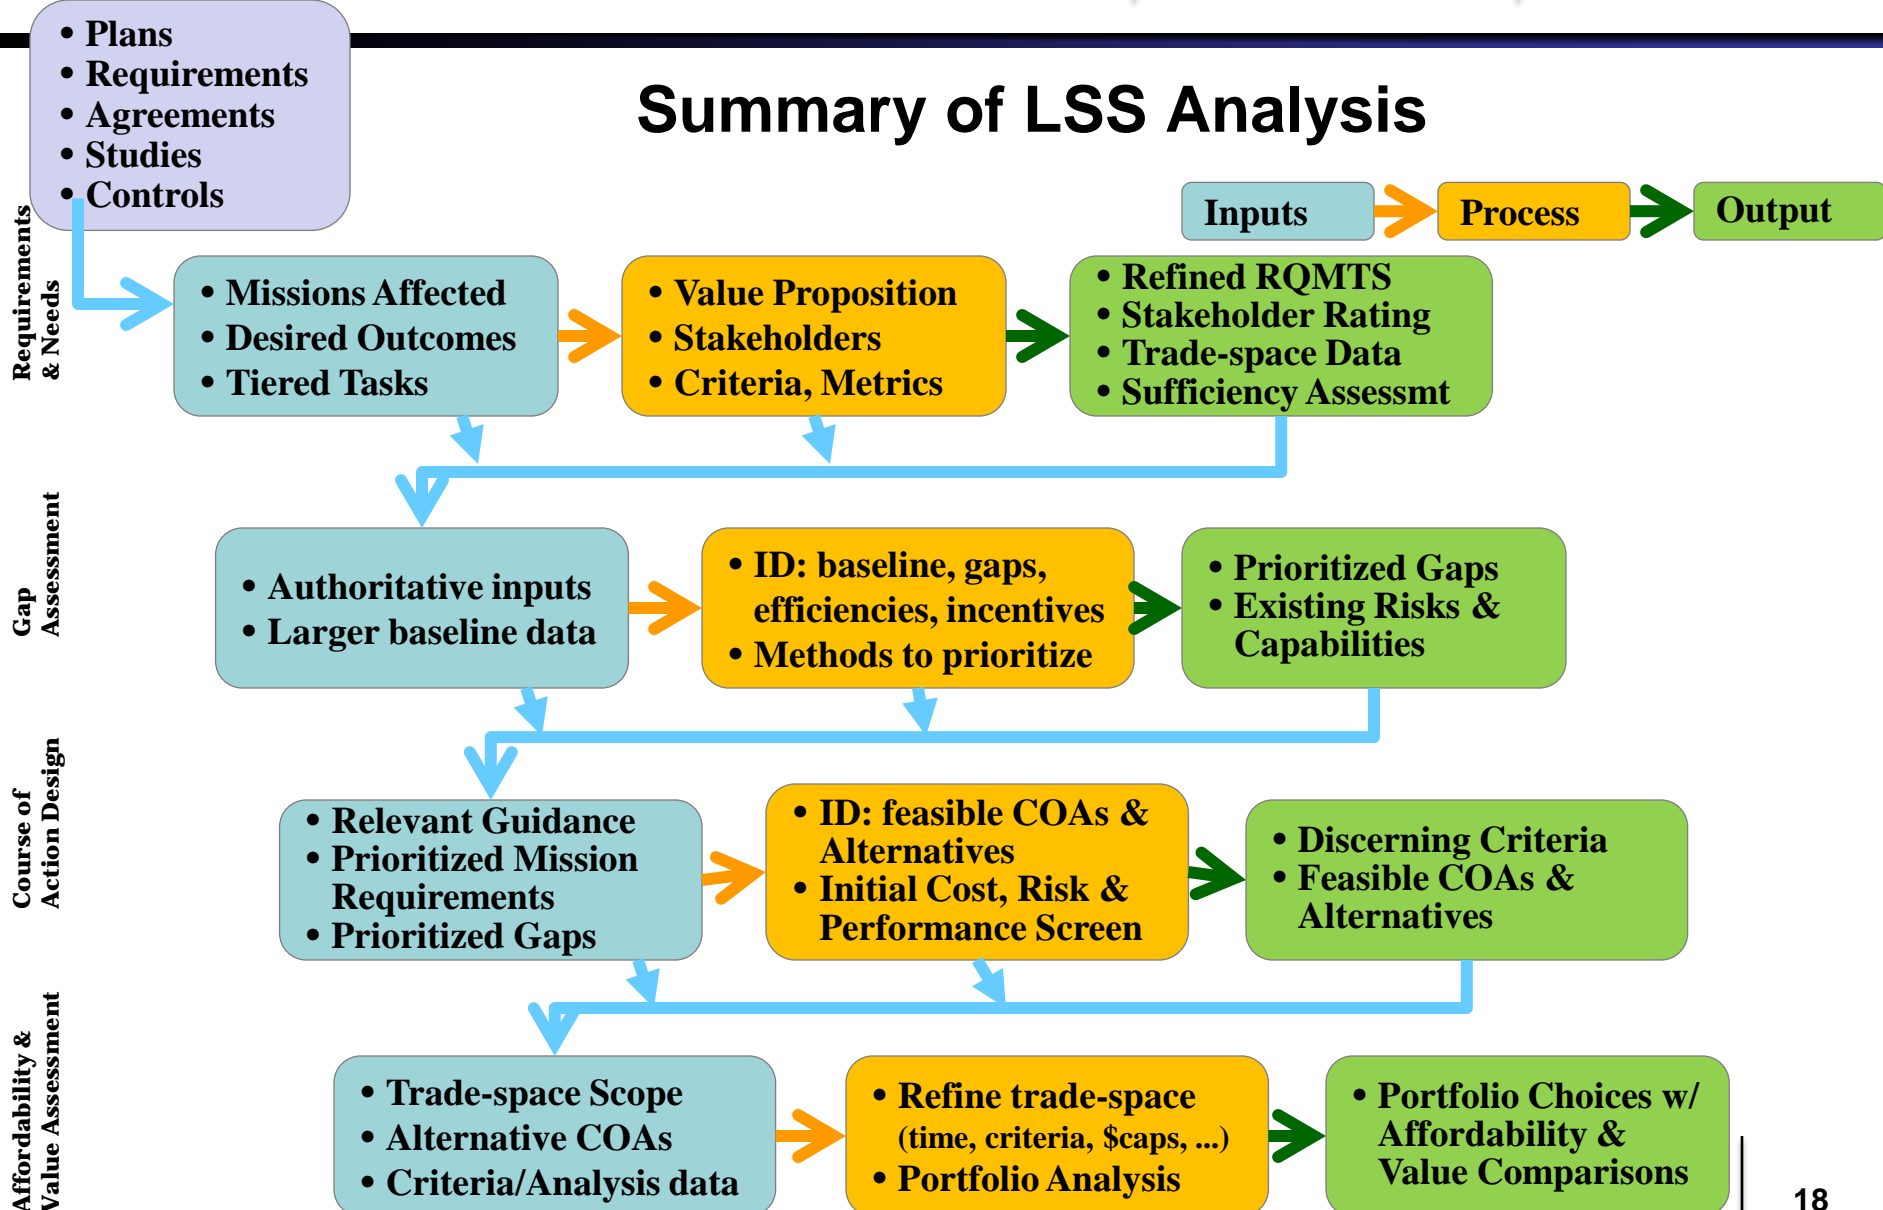 • Plans
• Requirements
• Agreements
• Studies
• Controls
Summary of LSS Analysis
Inputs
Process
Output
Requirements
& Needs
• Missions Affected
• Desired Outcomes
• Tiered Tasks
• Value Proposition
• Stakeholders
• Criteria, Metrics
• Refined RQMTS
• Stakeholder Rating
• Trade-space Data
• Sufficiency Assessmt
Gap
Assessment
• Authoritative inputs
• Larger baseline data
• ID: baseline, gaps,
efficiencies, incentives
• Methods to prioritize
• Prioritized Gaps
• Existing Risks &
Capabilities
Course of
Action Design
• Relevant Guidance
• Prioritized Mission
Requirements
• Prioritized Gaps
• ID: feasible COAs &
Alternatives
• Initial Cost, Risk &
Performance Screen
• Discerning Criteria
• Feasible COAs &
Alternatives
Affordability &
Value Assessment
• Trade-space Scope
• Alternative COAs
• Criteria/Analysis data
• Refine trade-space
(time, criteria, $caps, ...)
• Portfolio Analysis
• Portfolio Choices w/
Affordability &
Value Comparisons
18